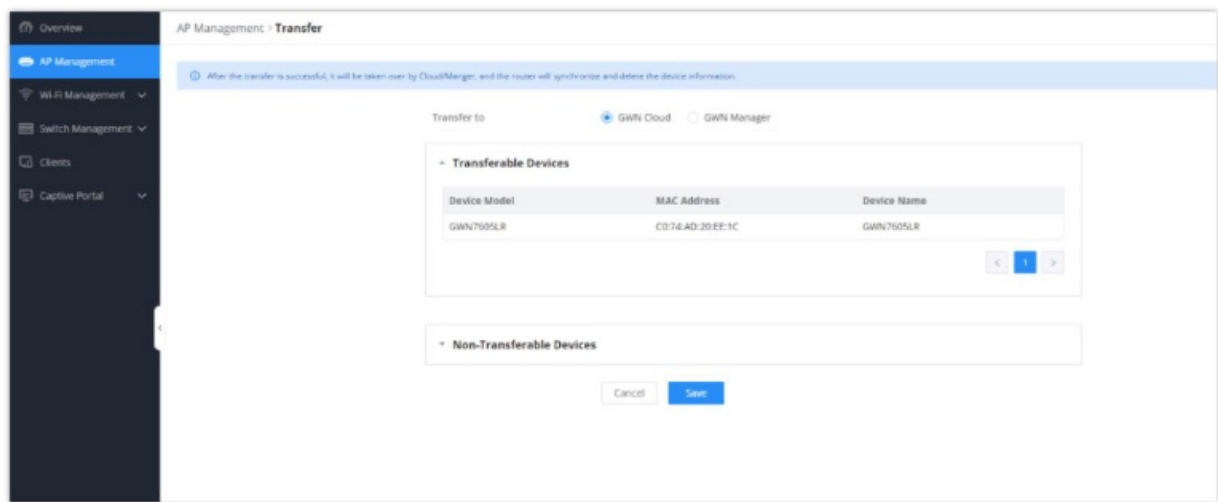 Overview
AP Management > Transfer
AP Management
After the transfer is successful, it will be taken over by Cloud/Manger, and the router will synchronize and delete the device information.
Wi-Fi Management
Switch Management
Clients
Captive Portal
Transfer to GWN Cloud GWN Manager
Transferable Devices
Device Model MAC Address Device Name
GWN7605LR C0:74:AD:20:EE:1C GWN7605LR
< 1 >
Non-Transferable Devices
Cancel Save